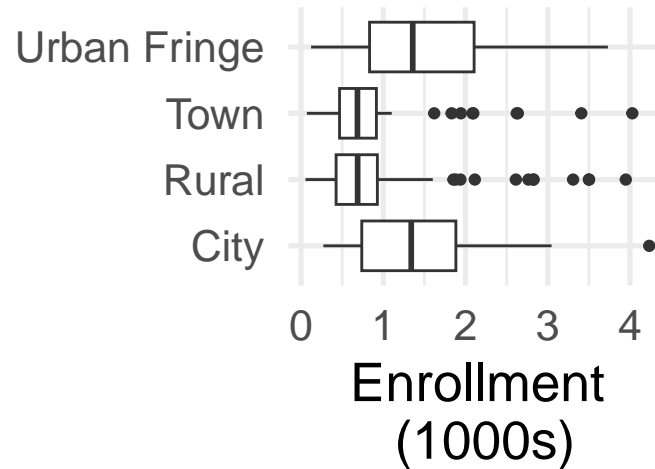 Urban Fringe
Town
Rural
City
0 1 2 3 4
Enrollment
(1000s)